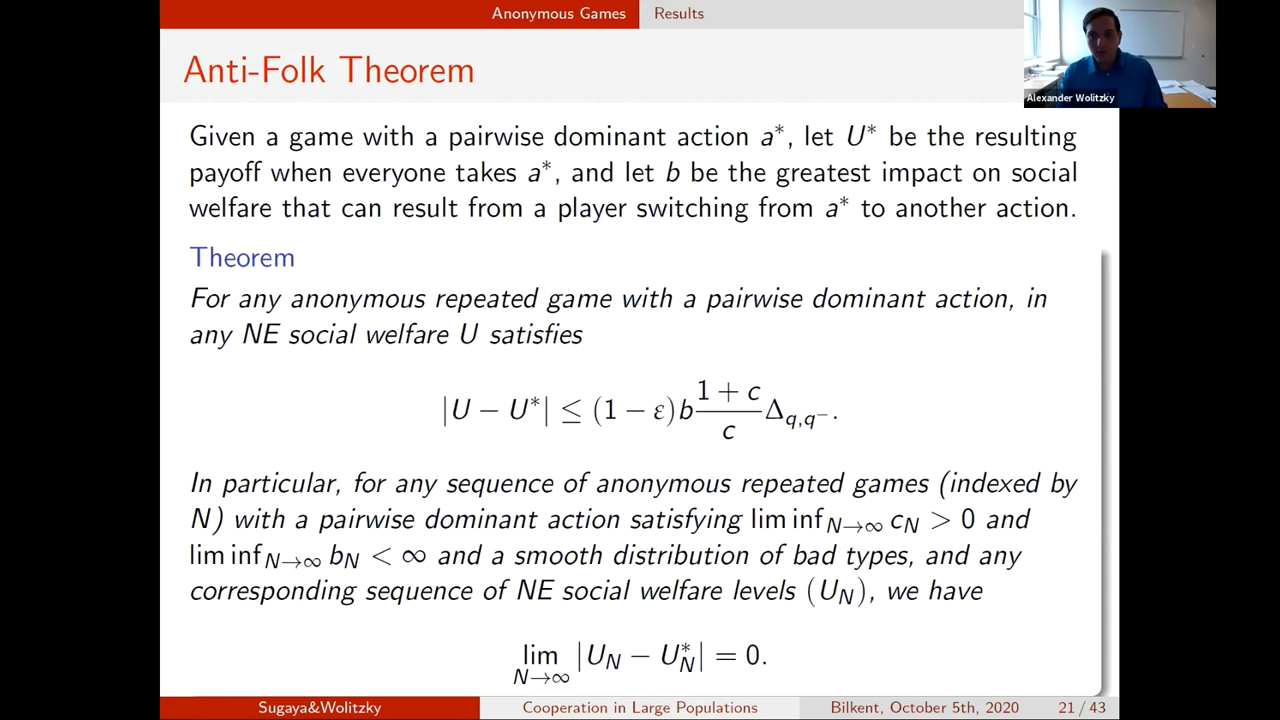 Anonymous Games Results
Anti-Folk Theorem
Alexander Wolitzky
Given a game with a pairwise dominant action a*, let U* be the resulting
payoff when everyone takes a*, and let b be the greatest impact on social
welfare that can result from a player switching from a* to another action.
Theorem
For any anonymous repeated game with a pairwise dominant action, in
any NE social welfare U satisfies
|U − U*| ≤ (1 − ε)b (1 + c)/c Δ_{q,q⁻}.
In particular, for any sequence of anonymous repeated games (indexed by
N) with a pairwise dominant action satisfying lim inf_{N→∞} c_N > 0 and
lim inf_{N→∞} b_N < ∞ and a smooth distribution of bad types, and any
corresponding sequence of NE social welfare levels (U_N), we have
lim_{N→∞} |U_N − U*_N| = 0.
Sugaya&Wolitzky Cooperation in Large Populations Bilkent, October 5th, 2020 21 / 43